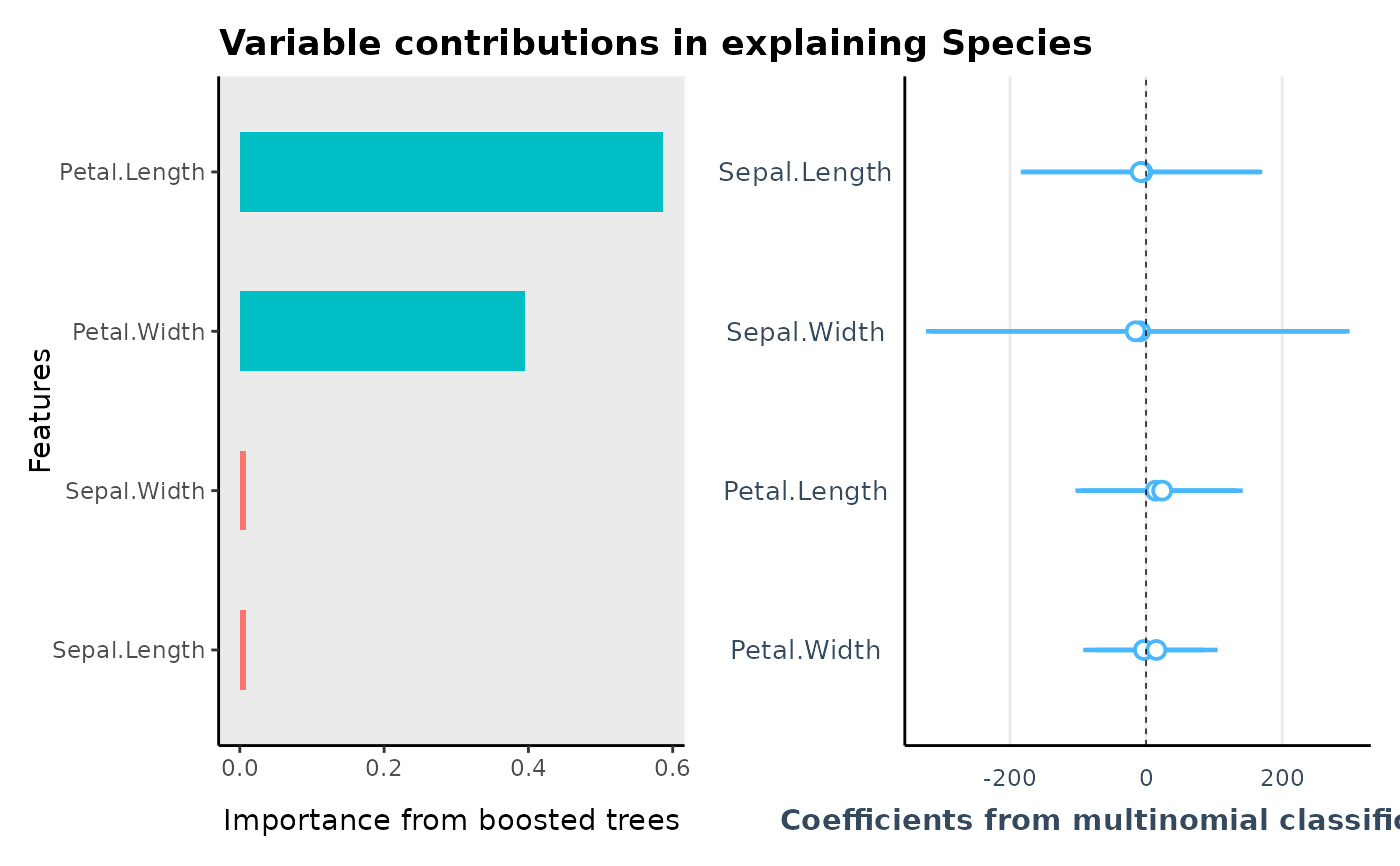 Variable contributions in explaining Species
Features
Petal.Length
Petal.Width
Sepal.Width
Sepal.Length
0.0 0.2 0.4 0.6
Importance from boosted trees
Sepal.Length
Sepal.Width
Petal.Length
Petal.Width
-200 0 200
Coefficients from multinomial